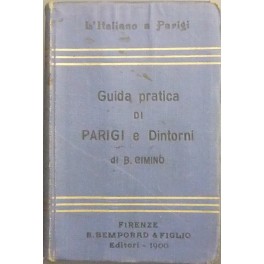 L'Italiano a Parigi
Guida pratica
DI
PARIGI e Dintorni
di B. CIMINO
FIRENZE
R. BEMPORAD & FIGLIO
Editori - 1900